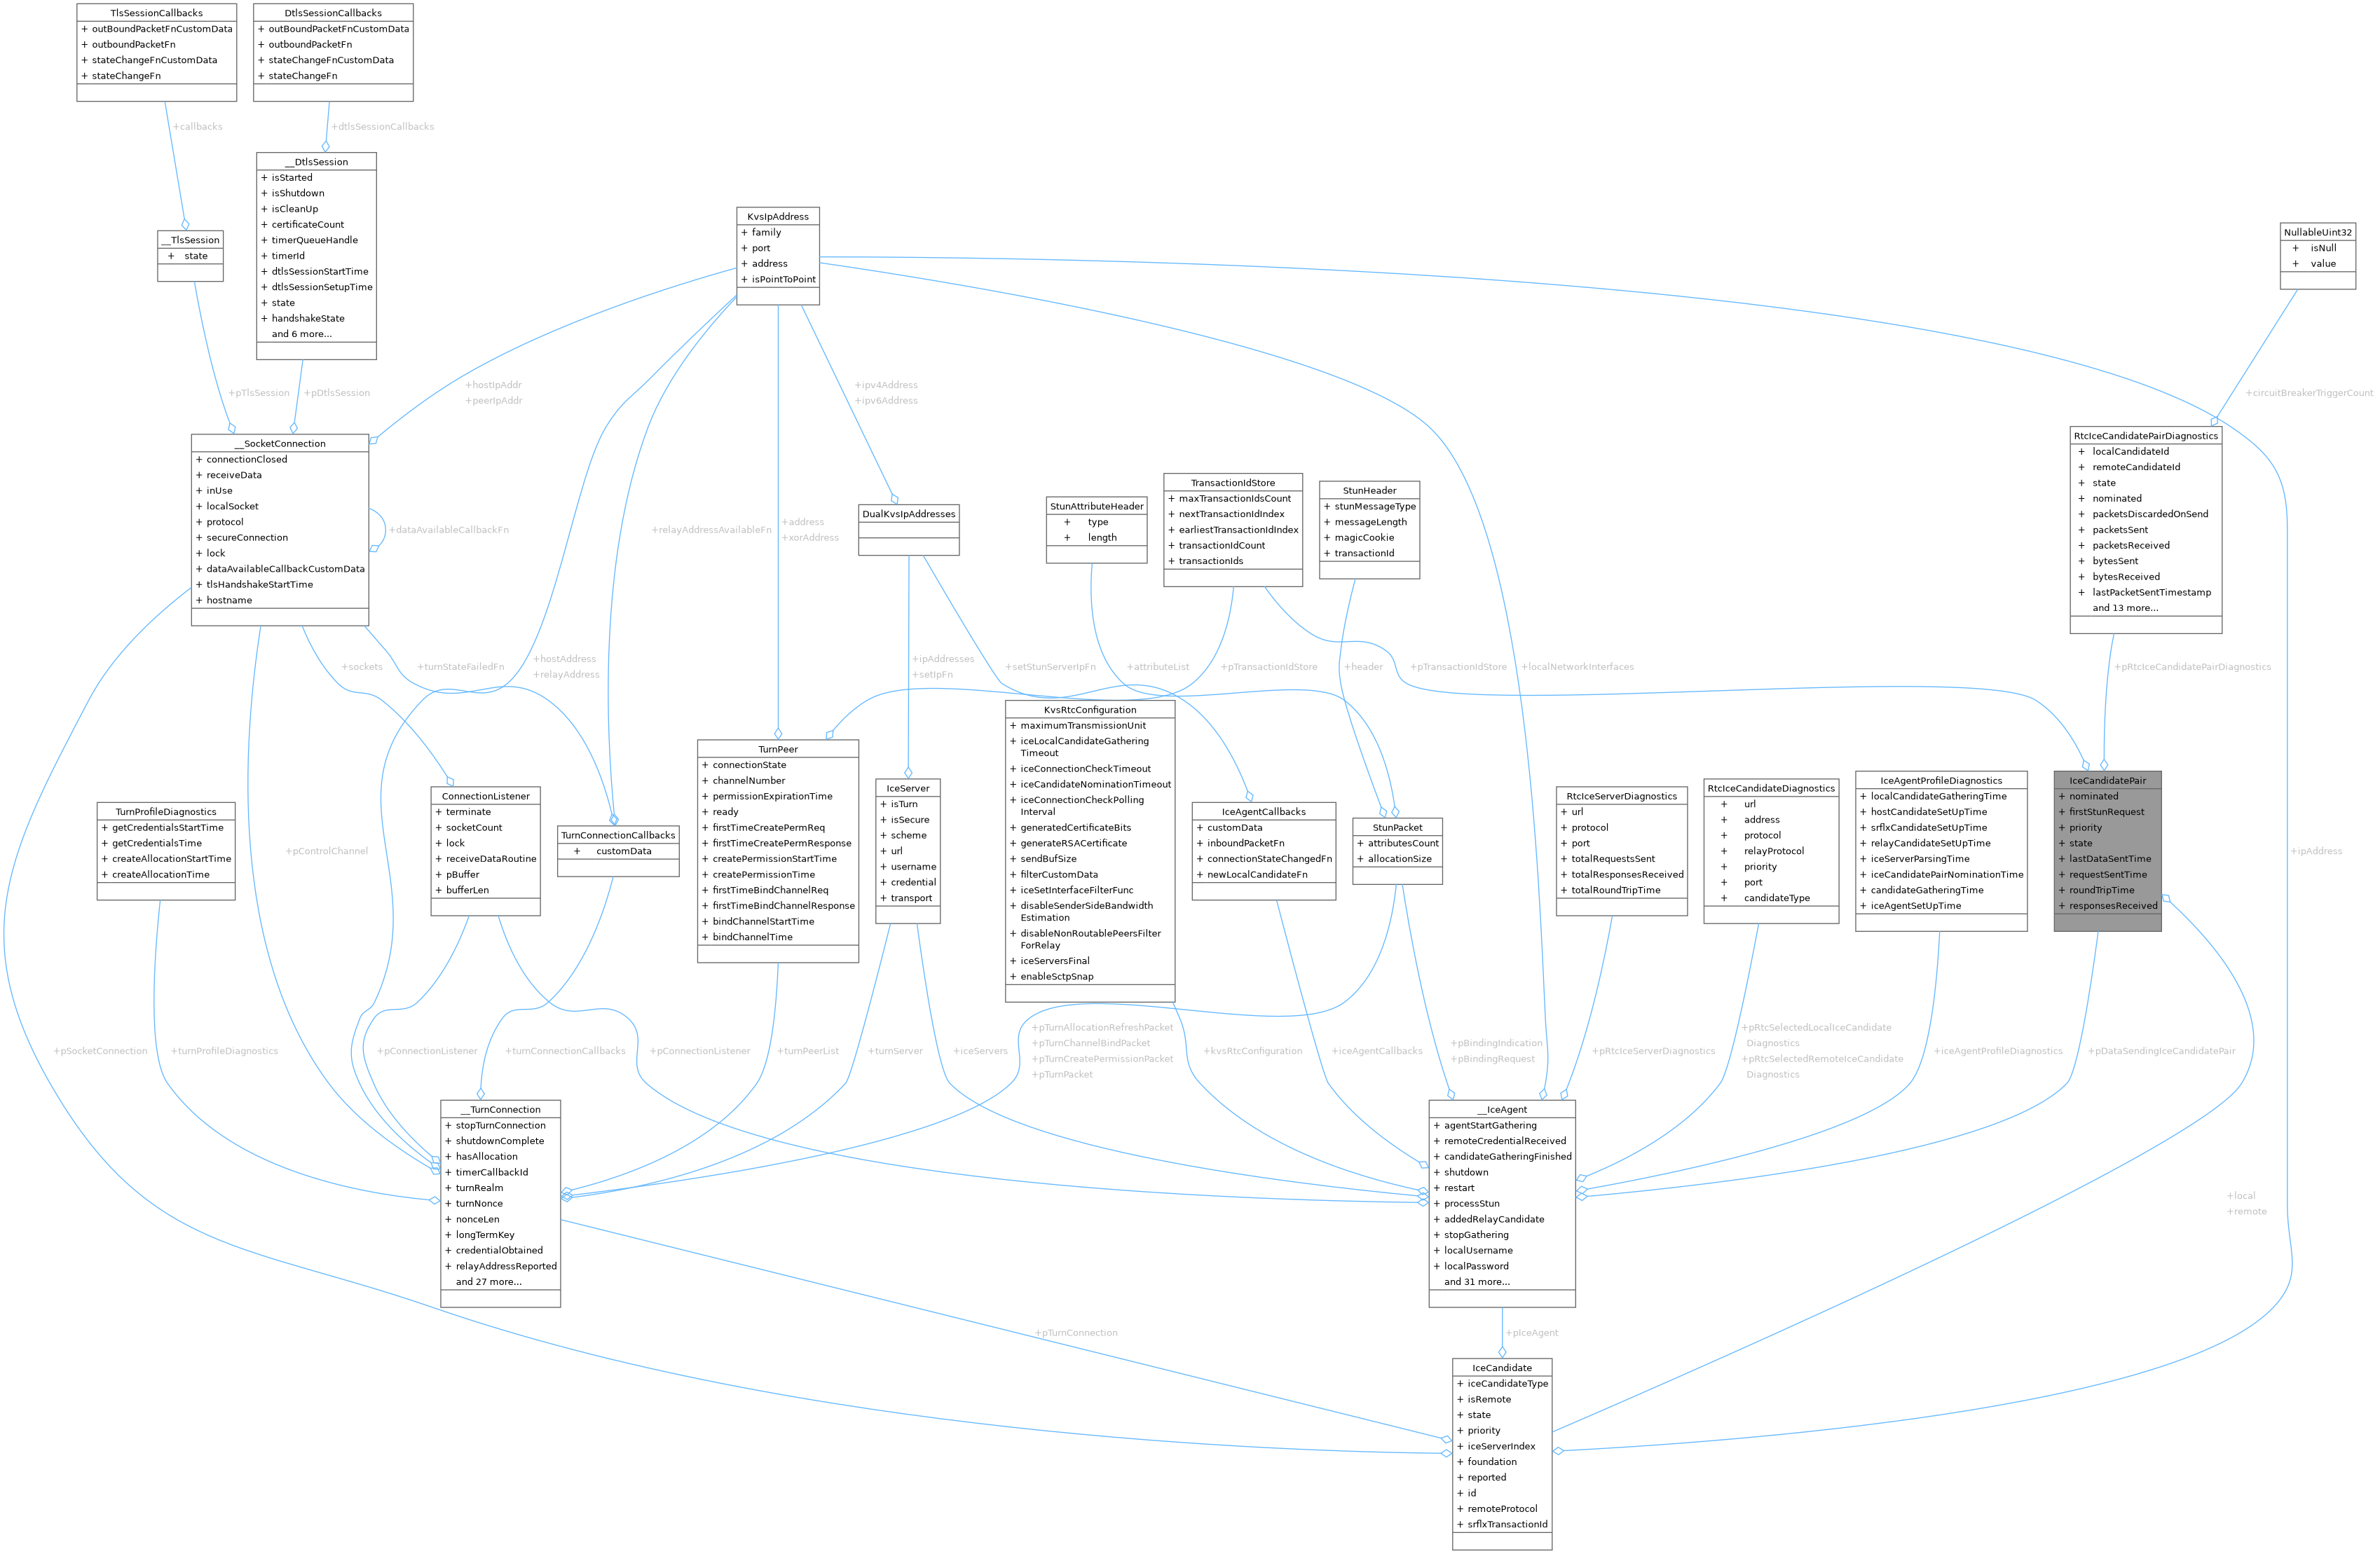 TlsSessionCallbacks
+ outBoundPacketFnCustomData
+ outboundPacketFn
+ stateChangeFnCustomData
+ stateChangeFn
DtlsSessionCallbacks
+ outBoundPacketFnCustomData
+ outboundPacketFn
+ stateChangeFnCustomData
+ stateChangeFn
+callbacks
+dtlsSessionCallbacks
__DtlsSession
+ isStarted
+ isShutdown
+ isCleanUp
+ certificateCount
+ timerQueueHandle
+ timerId
+ dtlsSessionStartTime
+ dtlsSessionSetupTime
+ state
+ handshakeState
and 6 more...
__TlsSession
+ state
KvsIpAddress
+ family
+ port
+ address
+ isPointToPoint
NullableUint32
+ isNull
+ value
+pTlsSession
+pDtlsSession
+hostIpAddr
+peerIpAddr
+ipv4Address
+ipv6Address
+circuitBreakerTriggerCount
__SocketConnection
+ connectionClosed
+ receiveData
+ inUse
+ localSocket
+ protocol
+ secureConnection
+ lock
+ dataAvailableCallbackCustomData
+ tlsHandshakeStartTime
+ hostname
+dataAvailableCallbackFn
+relayAddressAvailableFn
+address
+xorAddress
DualKvsIpAddresses
StunAttributeHeader
+ type
+ length
TransactionIdStore
+ maxTransactionIdsCount
+ nextTransactionIdIndex
+ earliestTransactionIdIndex
+ transactionIdCount
+ transactionIds
StunHeader
+ stunMessageType
+ messageLength
+ magicCookie
+ transactionId
RtcIceCandidatePairDiagnostics
+ localCandidateId
+ remoteCandidateId
+ state
+ nominated
+ packetsDiscardedOnSend
+ packetsSent
+ packetsReceived
+ bytesSent
+ bytesReceived
+ lastPacketSentTimestamp
and 13 more...
+sockets
+turnStateFailedFn
+hostAddress
+relayAddress
+ipAddresses
+setIpFn
+setStunServerIpFn
+attributeList
+pTransactionIdStore
+header
+pTransactionIdStore
+localNetworkInterfaces
+pRtcIceCandidatePairDiagnostics
TurnProfileDiagnostics
+ getCredentialsStartTime
+ getCredentialsTime
+ createAllocationStartTime
+ createAllocationTime
+pControlChannel
ConnectionListener
+ terminate
+ socketCount
+ lock
+ receiveDataRoutine
+ pBuffer
+ bufferLen
TurnConnectionCallbacks
+ customData
TurnPeer
+ connectionState
+ channelNumber
+ permissionExpirationTime
+ ready
+ firstTimeCreatePermReq
+ firstTimeCreatePermResponse
+ createPermissionStartTime
+ createPermissionTime
+ firstTimeBindChannelReq
+ firstTimeBindChannelResponse
+ bindChannelStartTime
+ bindChannelTime
IceServer
+ isTurn
+ isSecure
+ scheme
+ url
+ username
+ credential
+ transport
KvsRtcConfiguration
+ maximumTransmissionUnit
+ iceLocalCandidateGathering
Timeout
+ iceConnectionCheckTimeout
+ iceCandidateNominationTimeout
+ iceConnectionCheckPolling
Interval
+ generatedCertificateBits
+ generateRSACertificate
+ sendBufSize
+ filterCustomData
+ iceSetInterfaceFilterFunc
+ disableSenderSideBandwidth
Estimation
+ disableNonRoutablePeersFilter
ForRelay
+ iceServersFinal
+ enableSctpSnap
IceAgentCallbacks
+ customData
+ inboundPacketFn
+ connectionStateChangedFn
+ newLocalCandidateFn
StunPacket
+ attributesCount
+ allocationSize
RtcIceServerDiagnostics
+ url
+ protocol
+ port
+ totalRequestsSent
+ totalResponsesReceived
+ totalRoundTripTime
RtcIceCandidateDiagnostics
+ url
+ address
+ protocol
+ relayProtocol
+ priority
+ port
+ candidateType
IceAgentProfileDiagnostics
+ localCandidateGatheringTime
+ hostCandidateSetUpTime
+ srflxCandidateSetUpTime
+ relayCandidateSetUpTime
+ iceServerParsingTime
+ iceCandidatePairNominationTime
+ candidateGatheringTime
+ iceAgentSetUpTime
IceCandidatePair
+ nominated
+ firstStunRequest
+ priority
+ state
+ lastDataSentTime
+ requestSentTime
+ roundTripTime
+ responsesReceived
+ipAddress
+pSocketConnection
+turnProfileDiagnostics
+pConnectionListener
+turnConnectionCallbacks
+pConnectionListener
+turnPeerList
+turnServer
+iceServers
+pTurnAllocationRefreshPacket
+pTurnChannelBindPacket
+pTurnCreatePermissionPacket
+pTurnPacket
+kvsRtcConfiguration
+iceAgentCallbacks
+pBindingIndication
+pBindingRequest
+pRtcIceServerDiagnostics
+pRtcSelectedLocalIceCandidate
Diagnostics
+pRtcSelectedRemoteIceCandidate
Diagnostics
+iceAgentProfileDiagnostics
+pDataSendingIceCandidatePair
__TurnConnection
+ stopTurnConnection
+ shutdownComplete
+ hasAllocation
+ timerCallbackId
+ turnRealm
+ turnNonce
+ nonceLen
+ longTermKey
+ credentialObtained
+ relayAddressReported
and 27 more...
__IceAgent
+ agentStartGathering
+ remoteCredentialReceived
+ candidateGatheringFinished
+ shutdown
+ restart
+ processStun
+ addedRelayCandidate
+ stopGathering
+ localUsername
+ localPassword
and 31 more...
+local
+remote
+pTurnConnection
+pIceAgent
IceCandidate
+ iceCandidateType
+ isRemote
+ state
+ priority
+ iceServerIndex
+ foundation
+ reported
+ id
+ remoteProtocol
+ srflxTransactionId